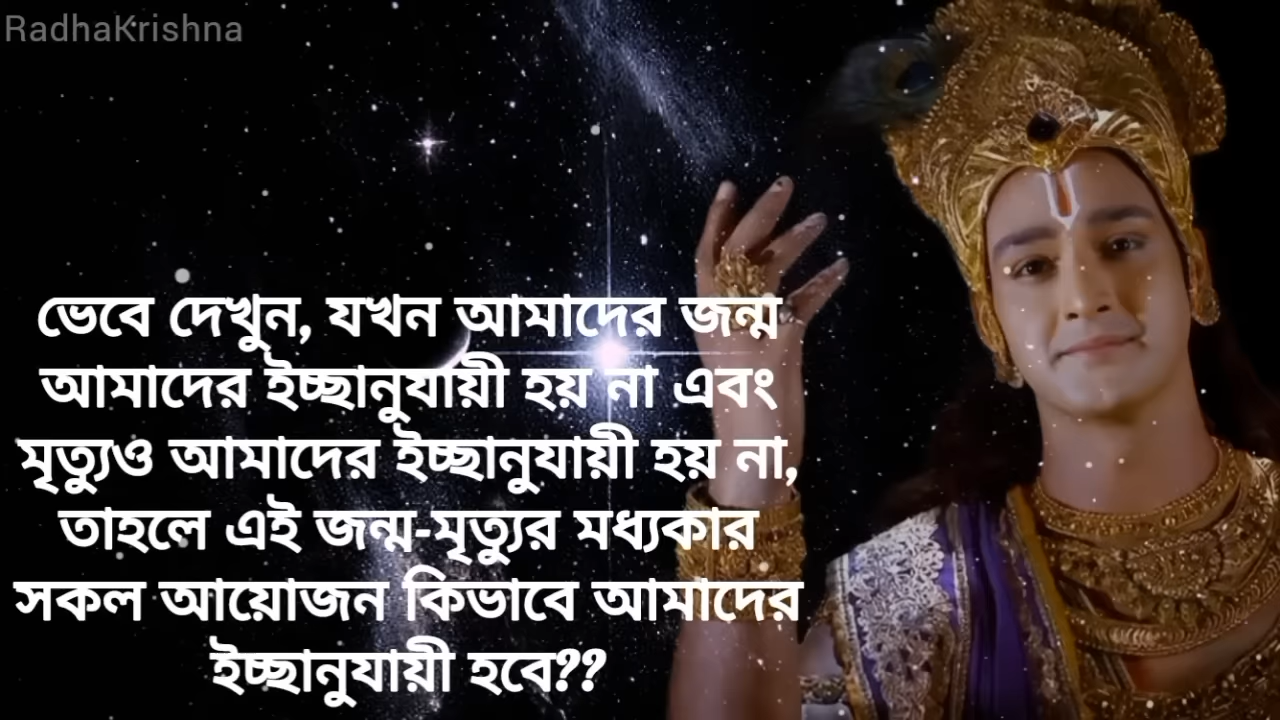 RadhaKrishna
ভেবে দেখুন, যখন আমাদের জন্ম
আমাদের ইচ্ছানুযায়ী হয় না এবং
মৃত্যুও আমাদের ইচ্ছানুযায়ী হয় না,
তাহলে এই জন্ম-মৃত্যুর মধ্যকার
সকল আয়োজন কিভাবে আমাদের
ইচ্ছানুযায়ী হবে??